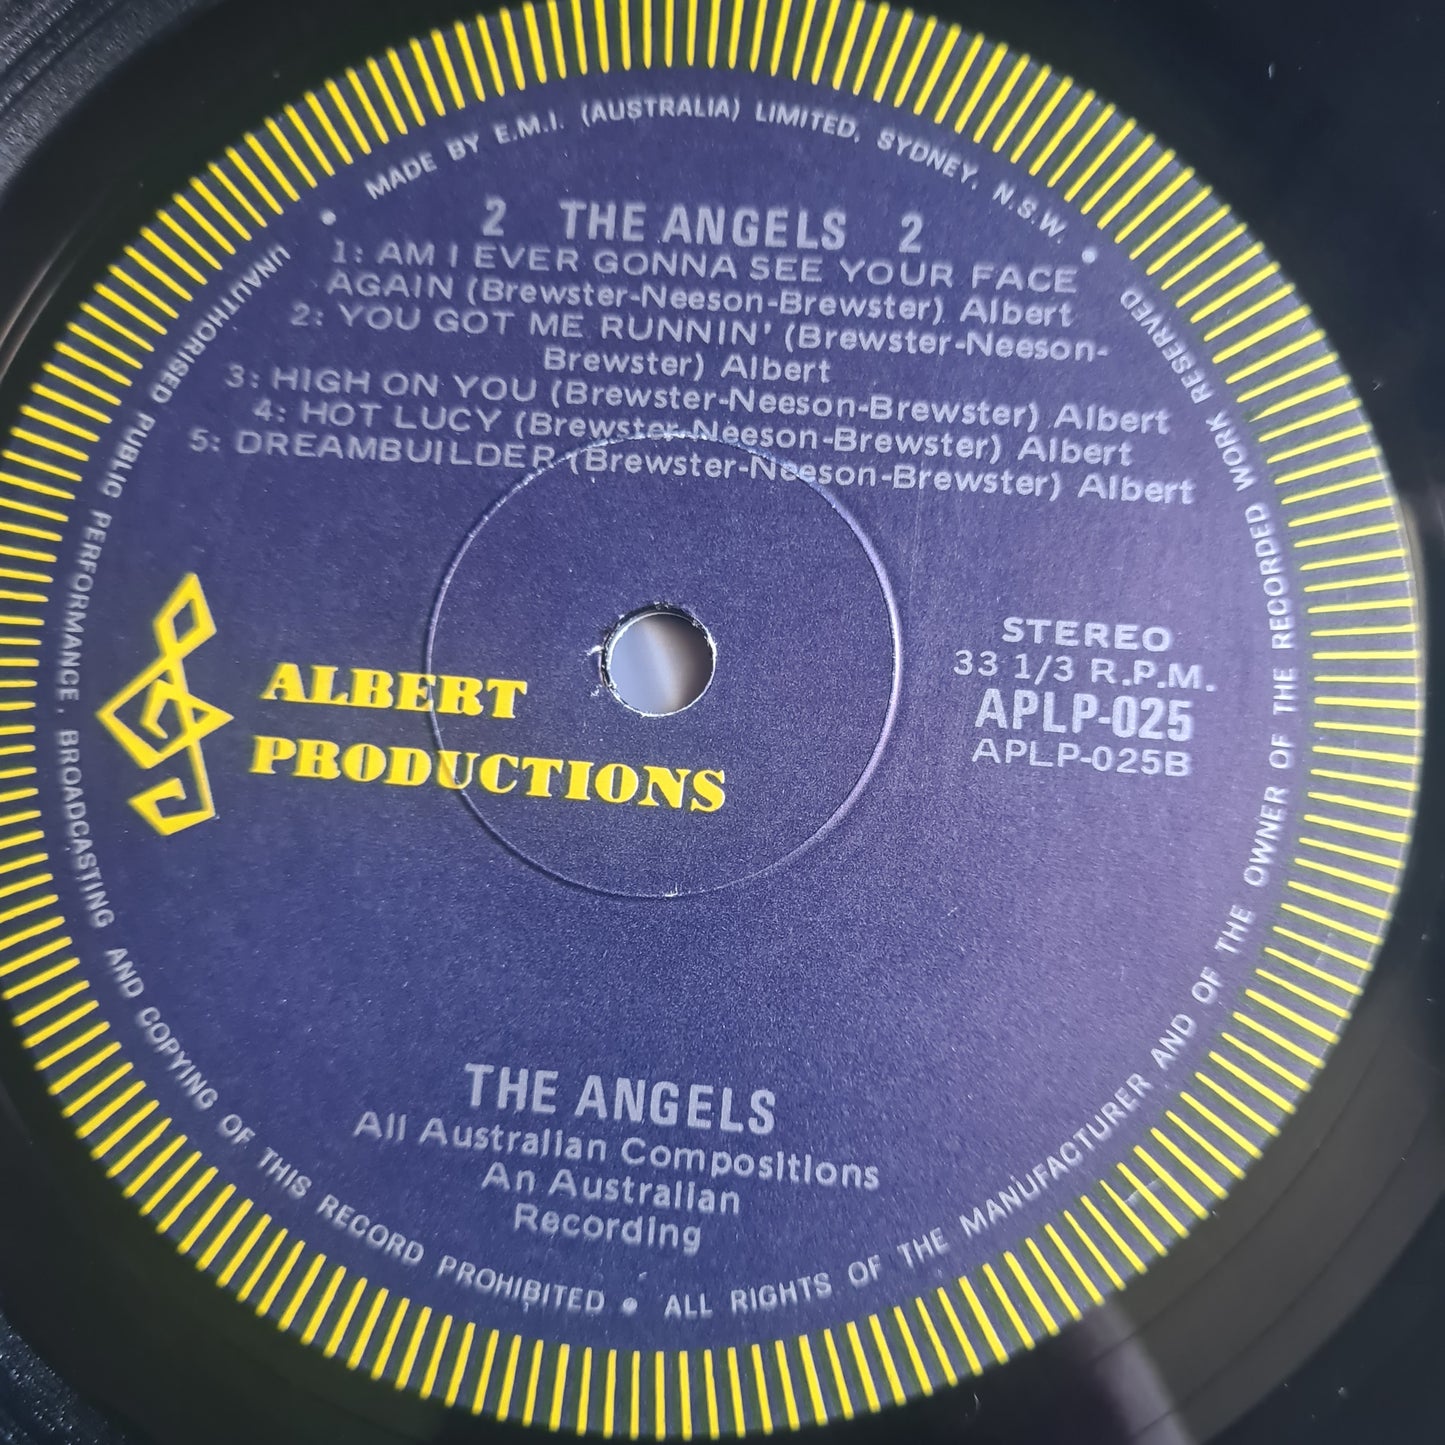 MADE BY E.M.I. (AUSTRALIA) LIMITED, SYDNEY, N.S.W. •
2 THE ANGELS 2
1: AM I EVER GONNA SEE YOUR FACE
AGAIN (Brewster-Neeson-Brewster) Albert
2: YOU GOT ME RUNNIN' (Brewster-Neeson-
Brewster) Albert
3: HIGH ON YOU (Brewster-Neeson-Brewster) Albert
4: HOT LUCY (Brewster-Neeson-Brewster) Albert
5: DREAMBUILDER (Brewster-Neeson-Brewster) Albert
ALBERT
PRODUCTIONS
STEREO
33 1/3 R.P.M.
APLP-025
APLP-025B
THE ANGELS
All Australian Compositions
An Australian
Recording
• UNAUTHORISED PUBLIC PERFORMANCE, BROADCASTING AND COPYING OF THIS RECORD PROHIBITED •
ALL RIGHTS OF THE MANUFACTURER AND OF THE OWNER OF THE RECORDED WORK RESERVED